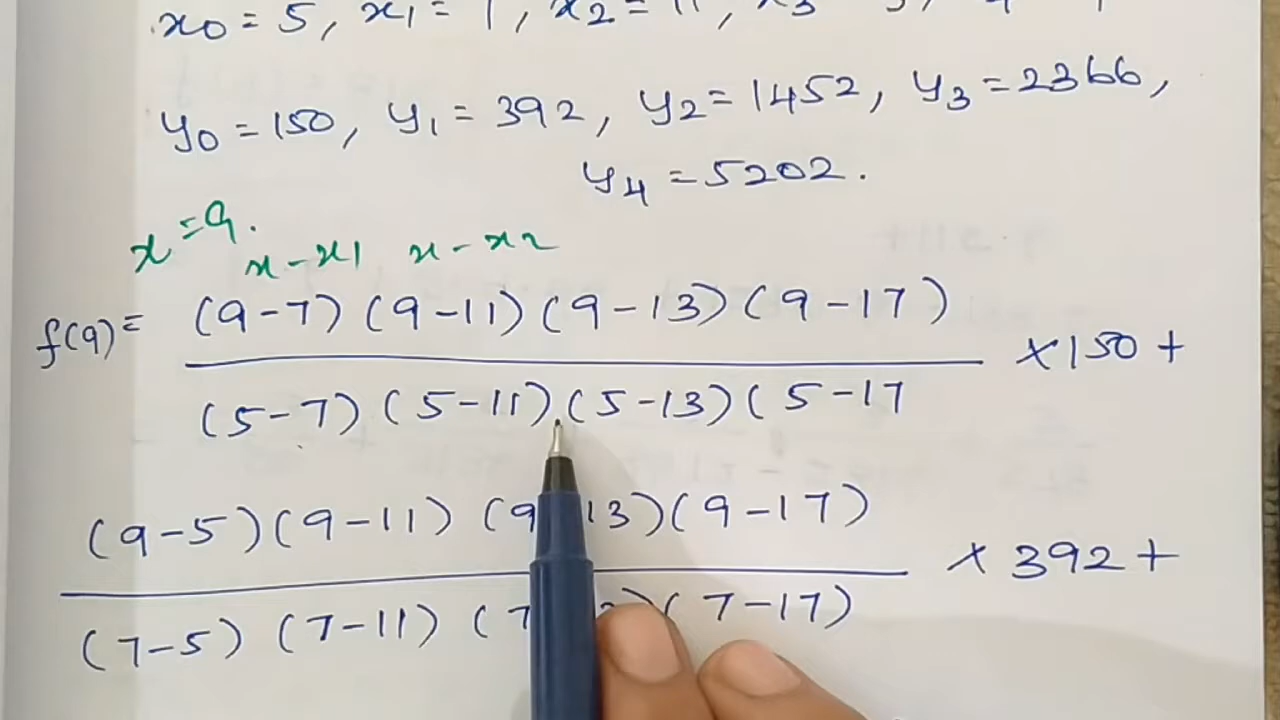 x0 = 5, x1 = 7, x2 = 11, x3
y0 = 150, y1 = 392, y2 = 1452, y3 = 2366,
y4 = 5202.
x = 9.
x - x1 x - x2
f(9) = (9-7)(9-11)(9-13)(9-17) × 150 +
(5-7)(5-11)(5-13)(5-17
(9-5)(9-11)(9 13)(9-17) × 392 +
(7-5)(7-11)(7 (7-17)